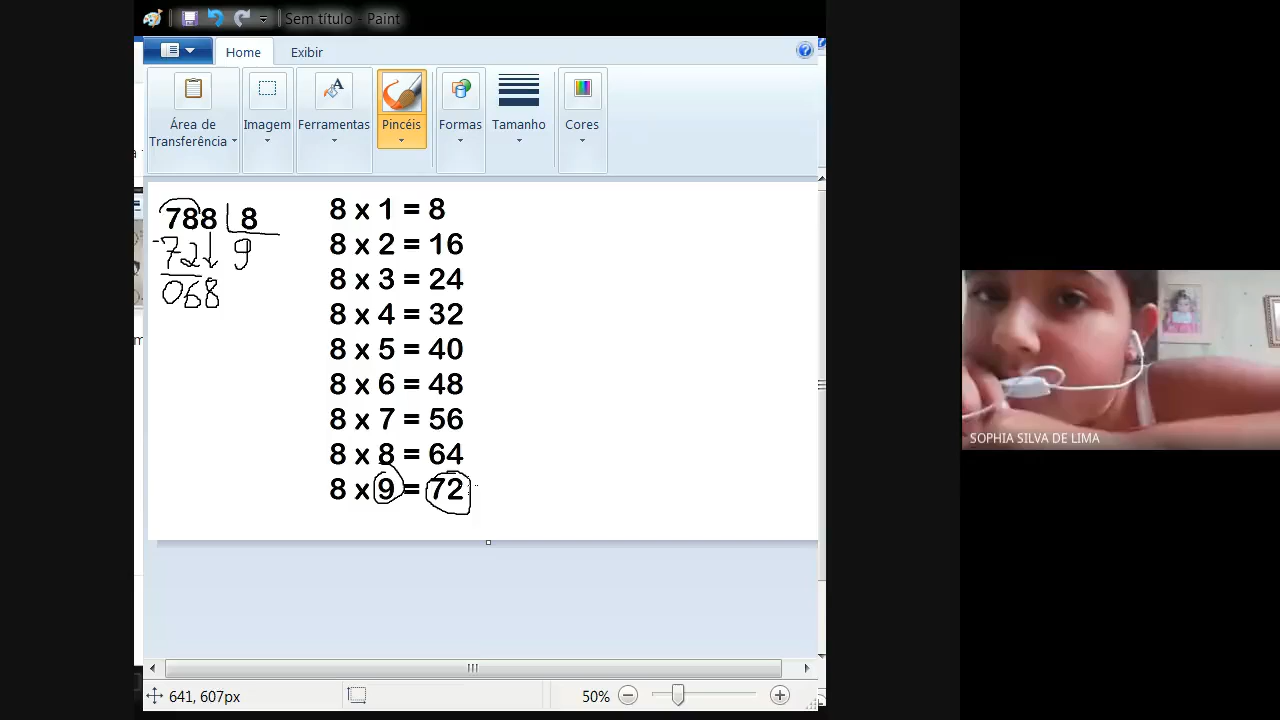 Sem título - Paint
Home Exibir
Área de Transferência
Imagem
Ferramentas
Pincéis
Formas
Tamanho
Cores
788 8
-72 9
068
8 x 1 = 8
8 x 2 = 16
8 x 3 = 24
8 x 4 = 32
8 x 5 = 40
8 x 6 = 48
8 x 7 = 56
8 x 8 = 64
8 x 9 = 72
SOPHIA SILVA DE LIMA
641, 607px
50%